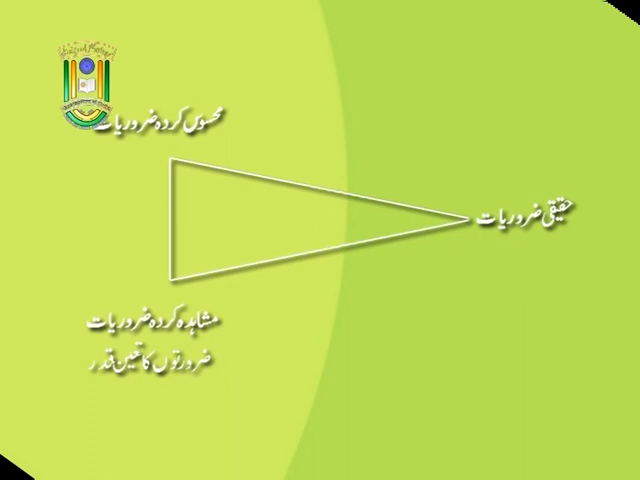 محسوس کردہ ضروریات
حقیقی ضروریات
مشاہدہ کردہ ضروریات
ضرورتوں کا تعین قدر